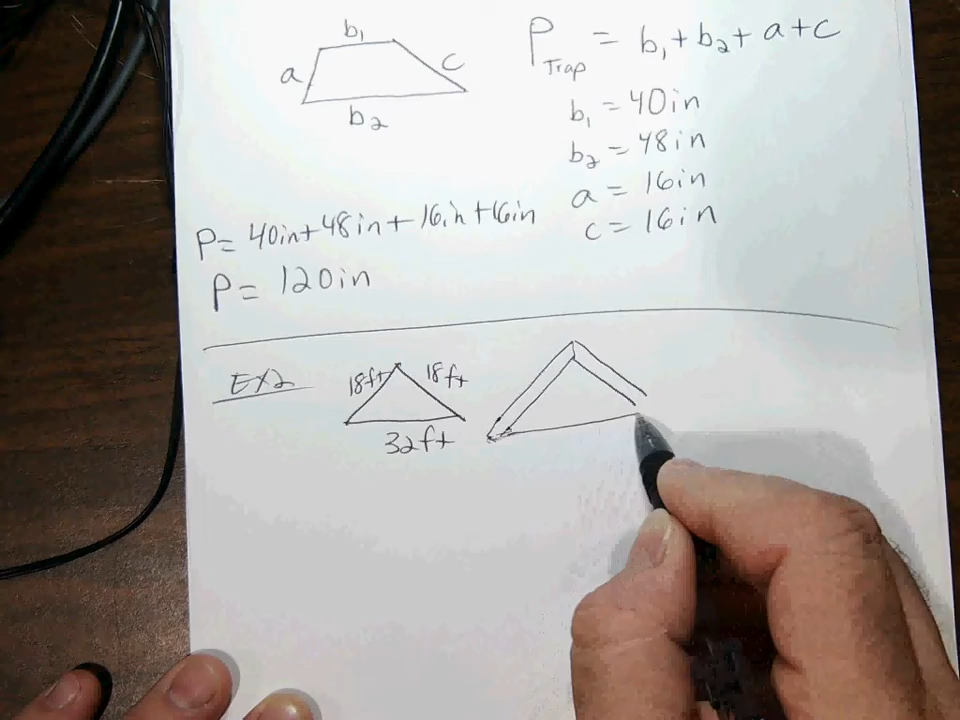 b₁
a
c
b₂
P Trap = b₁ + b₂ + a + c
b₁ = 40in
b₂ = 48in
a = 16in
c = 16in
P = 40in + 48in + 16in + 16in
P = 120in
EX2
18ft 18ft
32ft